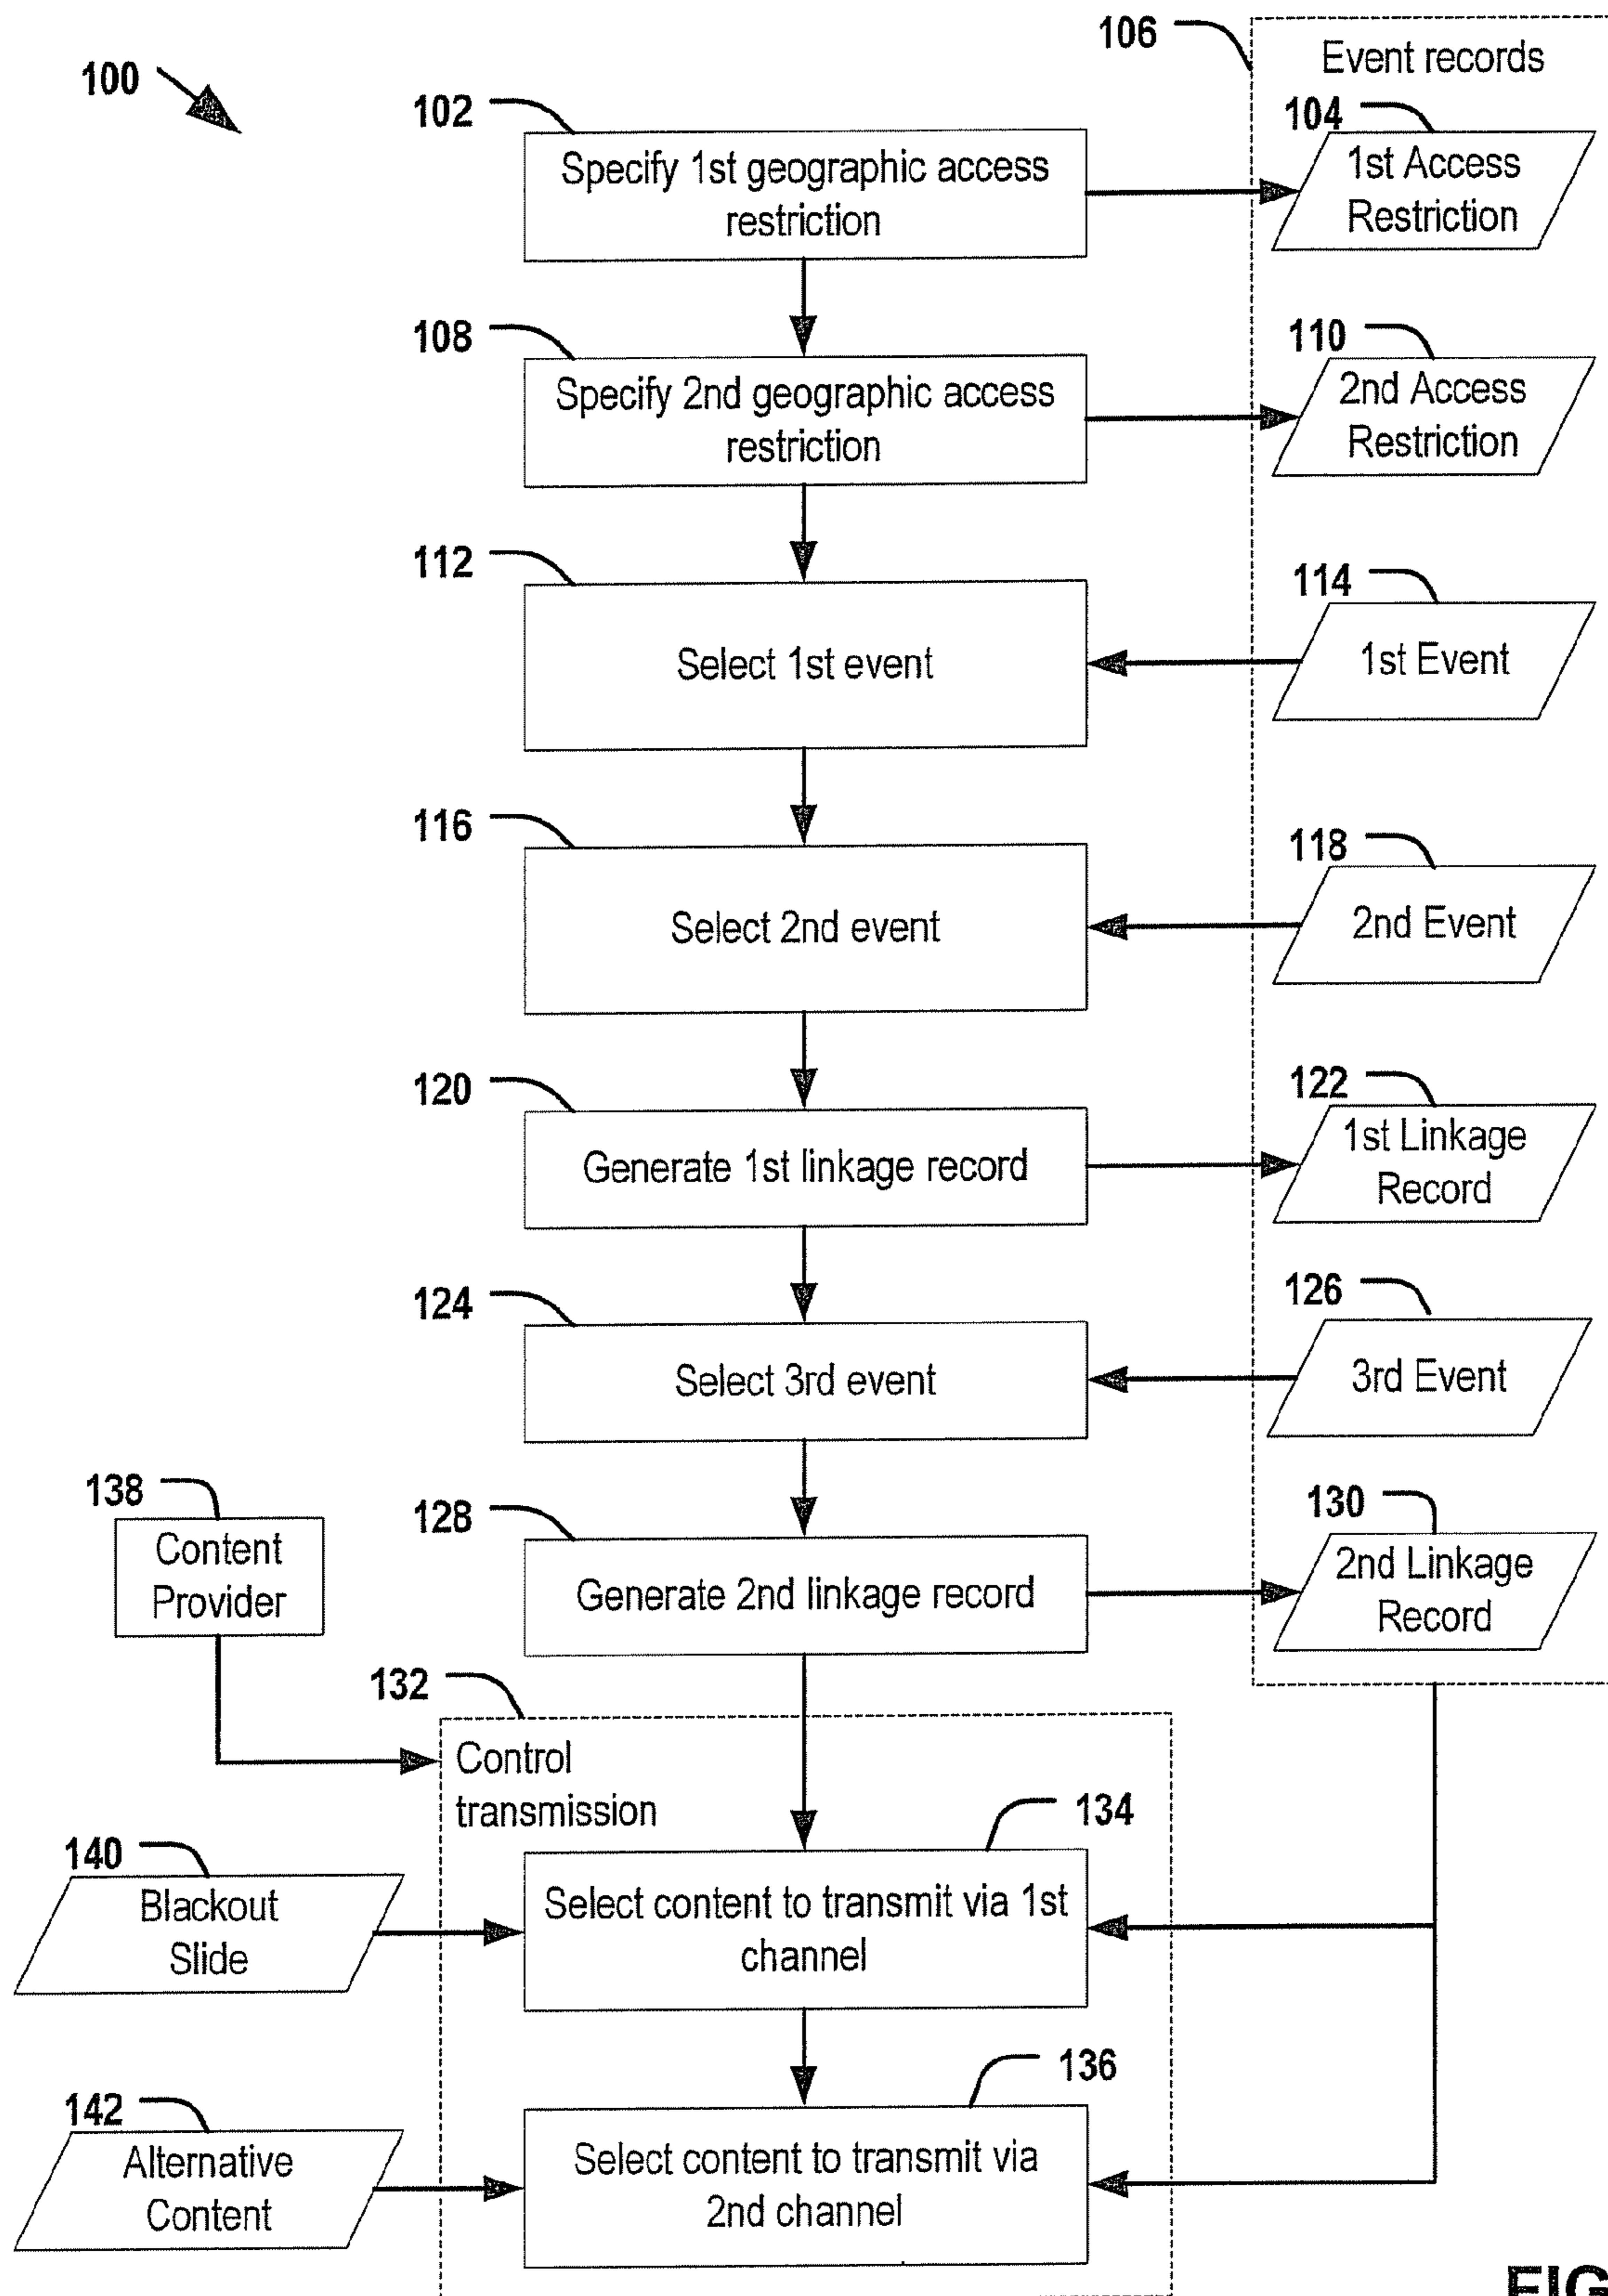 106
Event records
100
102
Specify 1st geographic access
restriction
104
1st Access
Restriction
108
Specify 2nd geographic access
restriction
110
2nd Access
Restriction
112
Select 1st event
114
1st Event
116
Select 2nd event
118
2nd Event
120
Generate 1st linkage record
122
1st Linkage
Record
124
Select 3rd event
126
3rd Event
138
Content
Provider
128
Generate 2nd linkage record
130
2nd Linkage
Record
132
Control
transmission
134
140
Blackout
Slide
Select content to transmit via 1st
channel
136
142
Alternative
Content
Select content to transmit via
2nd channel
FIG